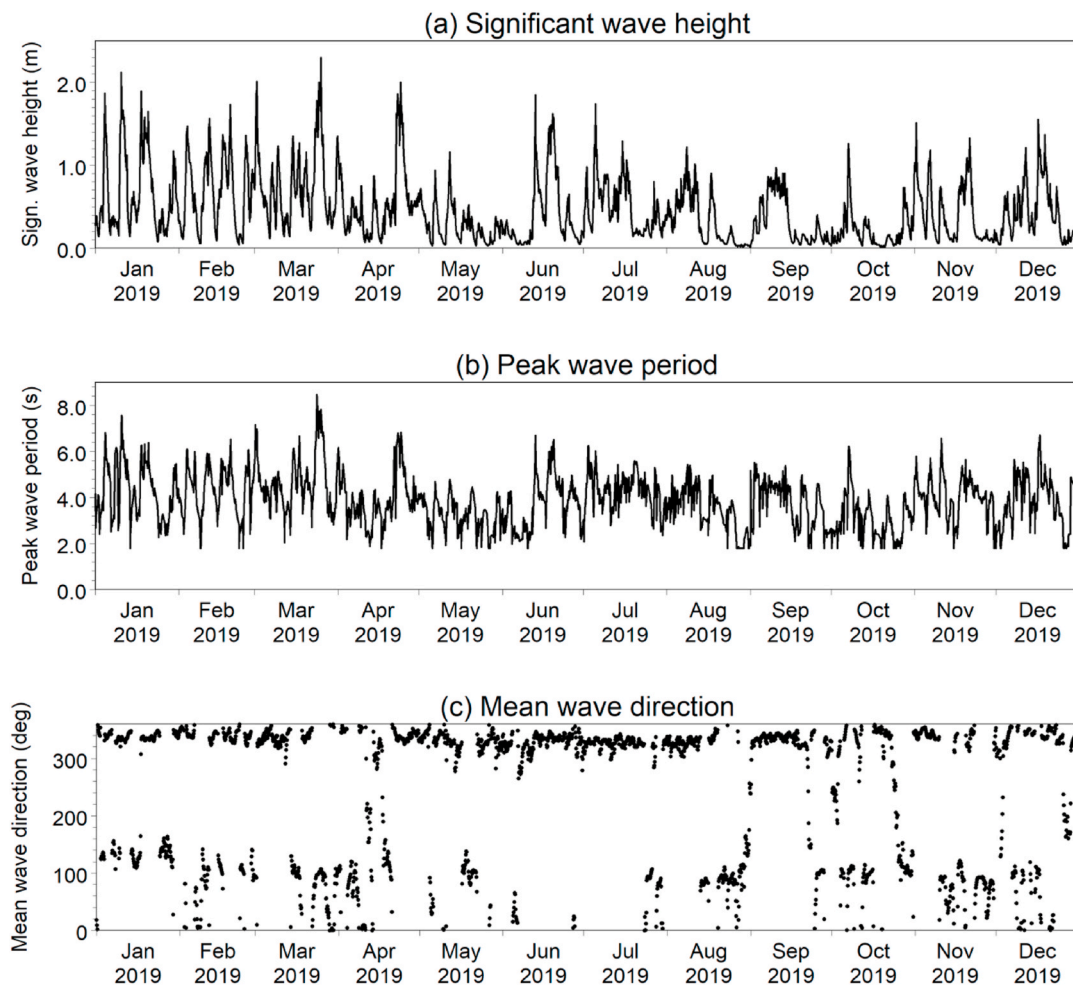 (a) Significant wave height
Sign. wave height (m)
2.0
1.0
0.0
Jan Feb Mar Apr May Jun Jul Aug Sep Oct Nov Dec
2019 2019 2019 2019 2019 2019 2019 2019 2019 2019 2019 2019
(b) Peak wave period
Peak wave period (s)
8.0
6.0
4.0
2.0
0.0
Jan Feb Mar Apr May Jun Jul Aug Sep Oct Nov Dec
2019 2019 2019 2019 2019 2019 2019 2019 2019 2019 2019 2019
(c) Mean wave direction
Mean wave direction (deg)
300
200
100
0
Jan Feb Mar Apr May Jun Jul Aug Sep Oct Nov Dec
2019 2019 2019 2019 2019 2019 2019 2019 2019 2019 2019 2019